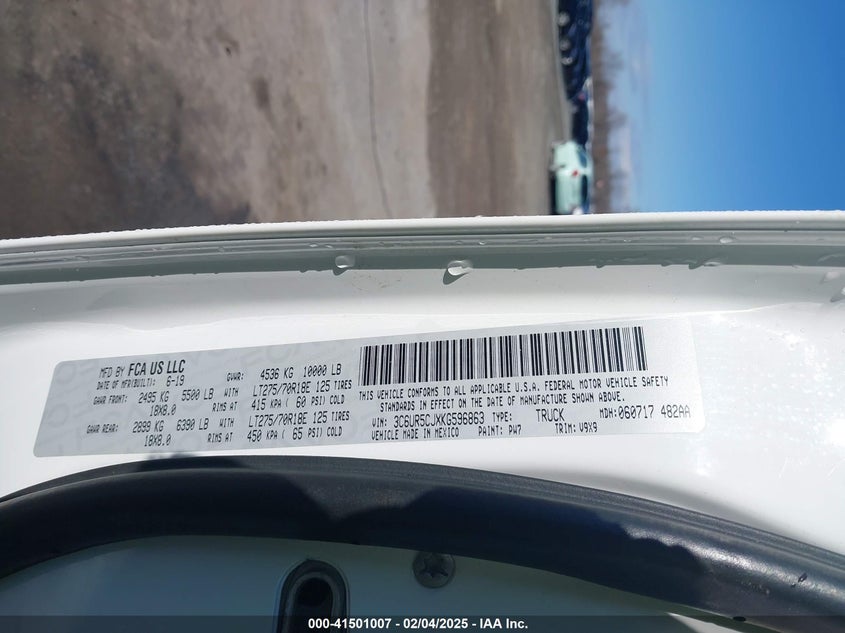 MFD BY FCA US LLC
DATE OF MFR(BUILT): 6-19
GVWR: 4536 KG 10000 LB
GAWR FRONT: 2495 KG 5500 LB WITH LT275/70R18E 125 TIRES
18X8.0 RIMS AT 415 KPA ( 60 PSI) COLD
GAWR REAR: 2899 KG 6390 LB WITH LT275/70R18E 125 TIRES
18X8.0 RIMS AT 450 KPA ( 65 PSI) COLD
THIS VEHICLE CONFORMS TO ALL APPLICABLE U.S.A. FEDERAL MOTOR VEHICLE SAFETY
STANDARDS IN EFFECT ON THE DATE OF MANUFACTURE SHOWN ABOVE.
VIN: 3C6UR5CJXKG596863 TYPE: TRUCK MDH:060717 482AA
VEHICLE MADE IN MEXICO PAINT: PW7 TRIM: V9X9
000-41501007 / 02/04/2025 - IAA Inc.